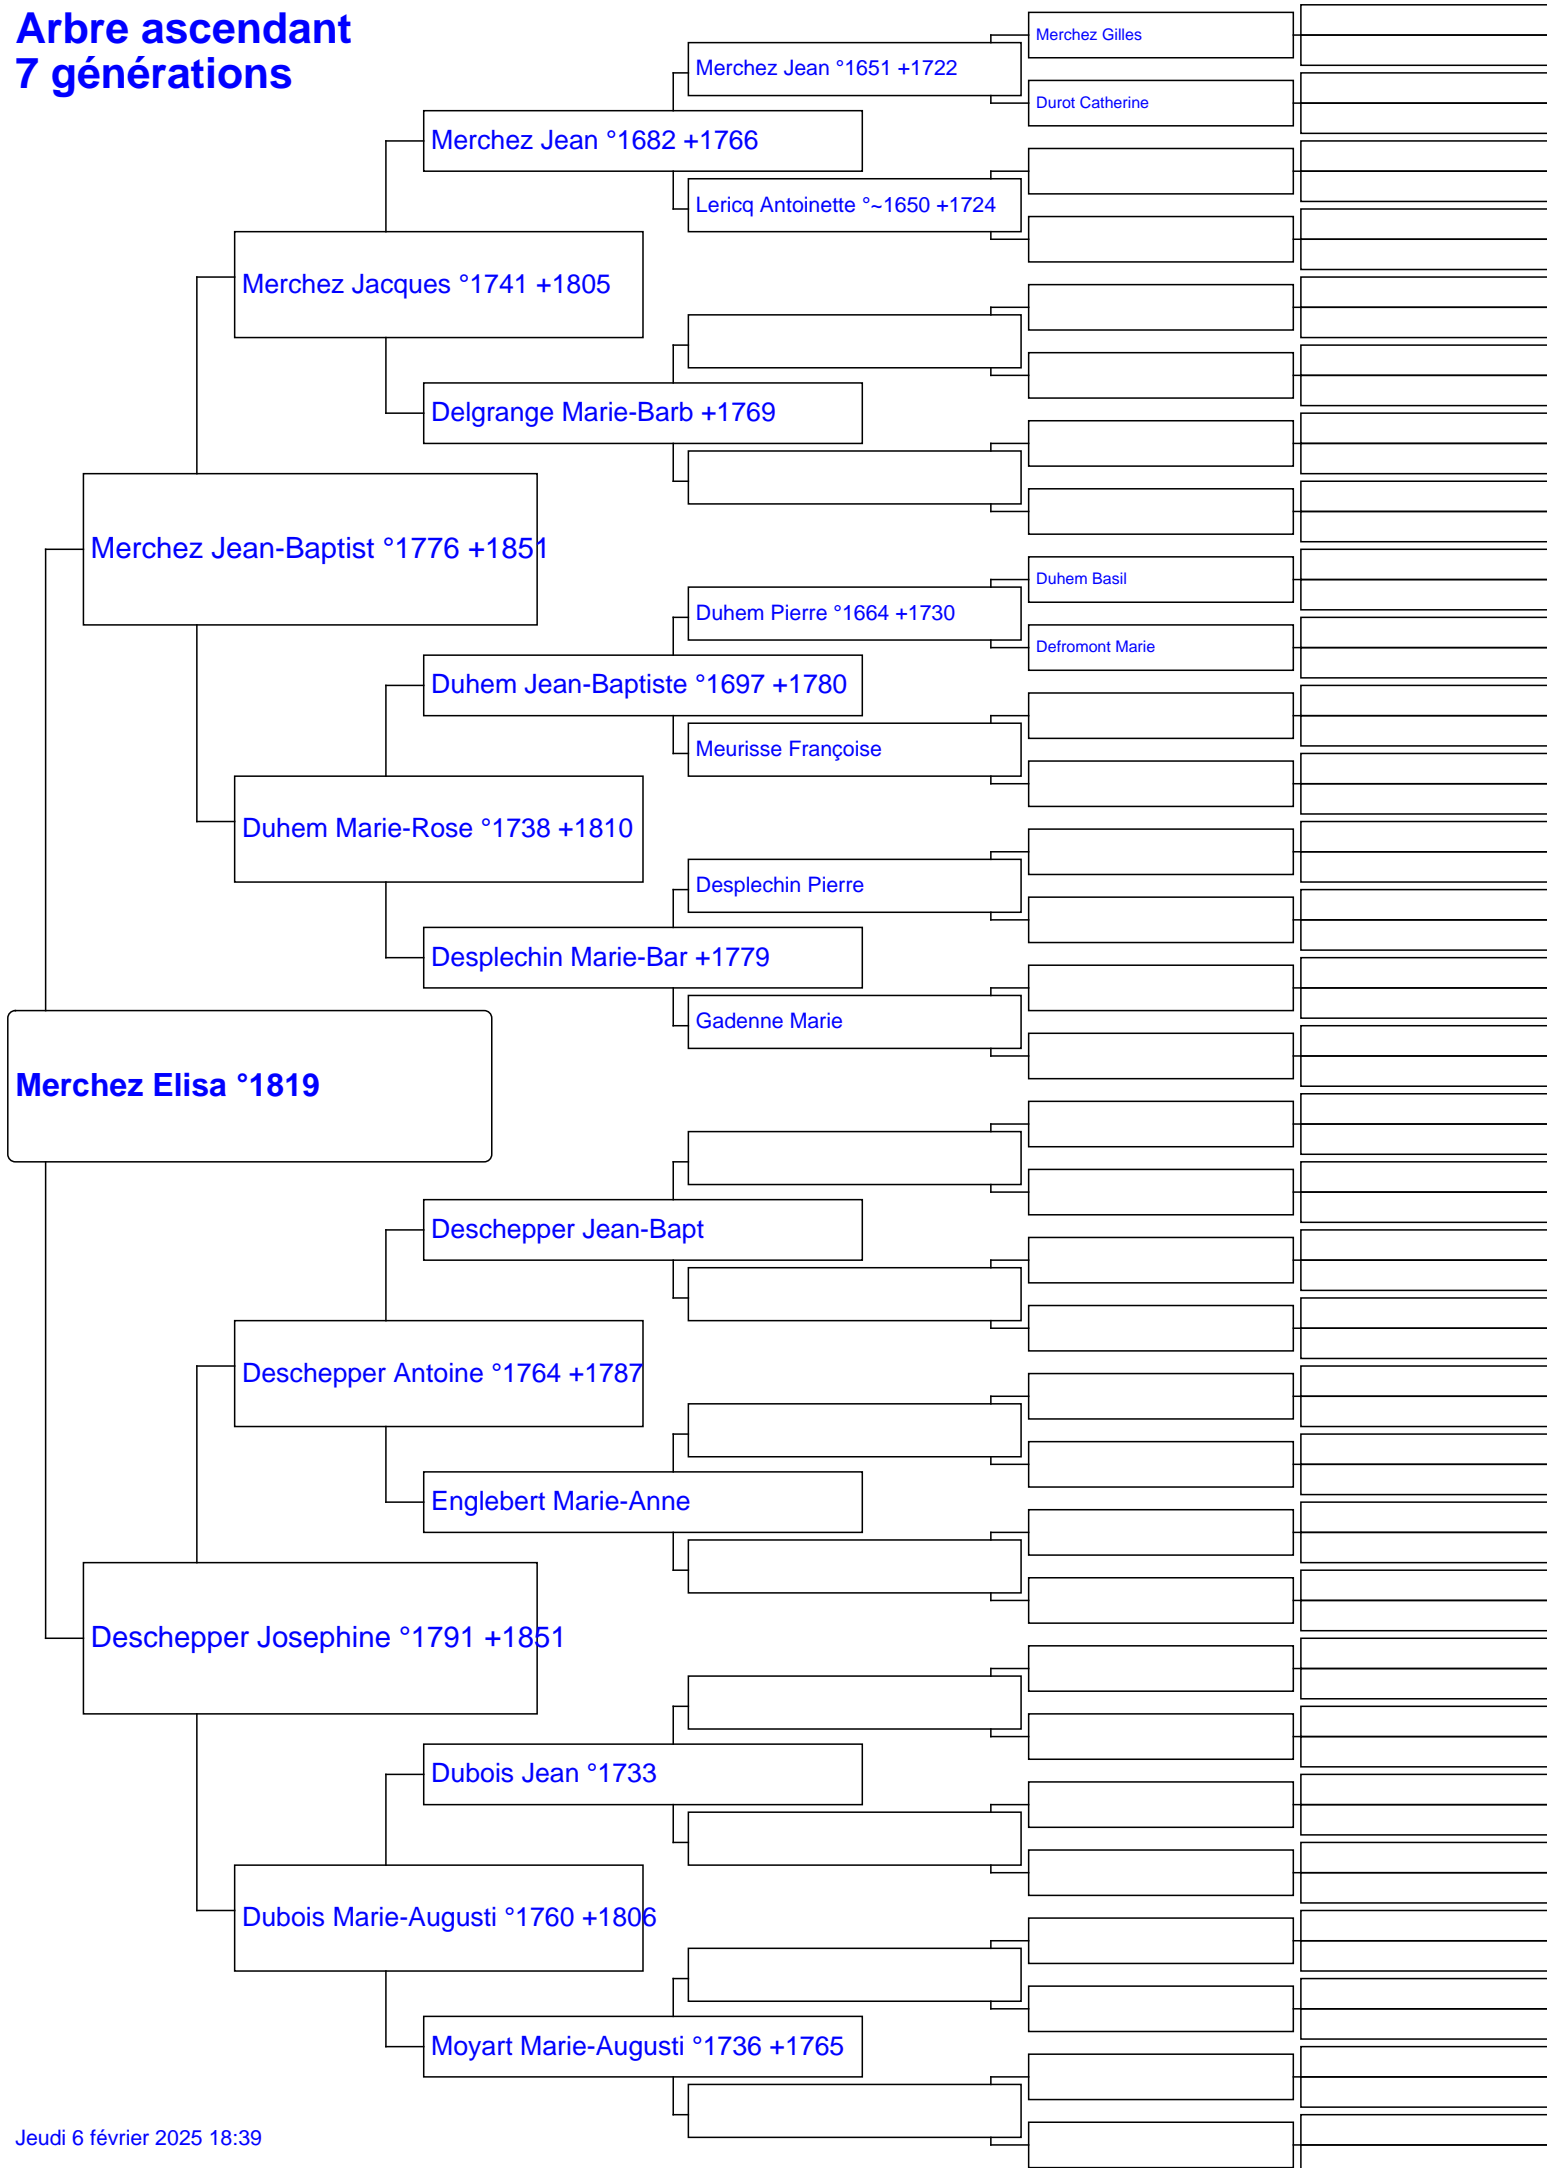 Arbre ascendant
7 générations
Merchez Gilles
Merchez Jean °1651 +1722
Durot Catherine
Merchez Jean °1682 +1766
Lericq Antoinette °~1650 +1724
Merchez Jacques °1741 +1805
Delgrange Marie-Barb +1769
Merchez Jean-Baptist °1776 +1851
Duhem Basil
Duhem Pierre °1664 +1730
Defromont Marie
Duhem Jean-Baptiste °1697 +1780
Meurisse Françoise
Duhem Marie-Rose °1738 +1810
Desplechin Pierre
Desplechin Marie-Bar +1779
Gadenne Marie
Merchez Elisa °1819
Deschepper Jean-Bapt
Deschepper Antoine °1764 +1787
Englebert Marie-Anne
Deschepper Josephine °1791 +1851
Dubois Jean °1733
Dubois Marie-Augusti °1760 +1806
Moyart Marie-Augusti °1736 +1765
Jeudi 6 février 2025 18:39